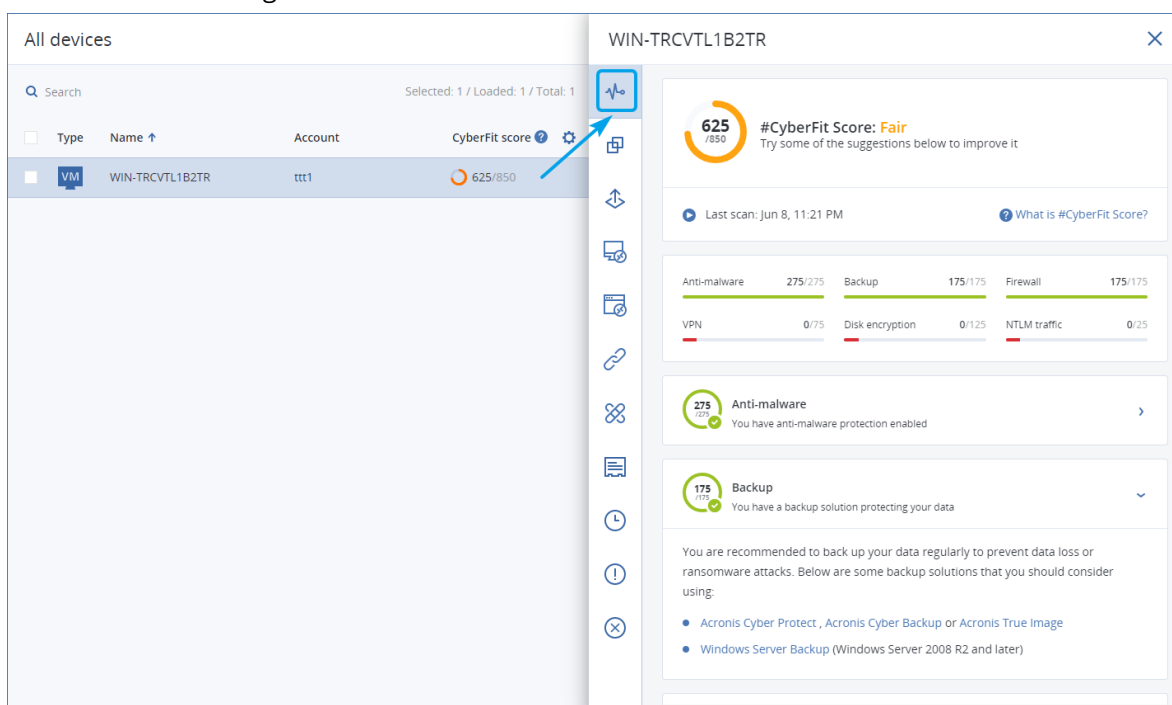 All devices
Search
Selected: 1 / Loaded: 1 / Total: 1
Type Name ↑ Account CyberFit score
VM WIN-TRCVTL1B2TR ttt1 625/850
WIN-TRCVTL1B2TR
625
/850
#CyberFit Score: Fair
Try some of the suggestions below to improve it
Last scan: Jun 8, 11:21 PM What is #CyberFit Score?
Anti-malware 275/275 Backup 175/175 Firewall 175/175
VPN 0/75 Disk encryption 0/125 NTLM traffic 0/25
275
/275
Anti-malware
You have anti-malware protection enabled
175
/175
Backup
You have a backup solution protecting your data
You are recommended to back up your data regularly to prevent data loss or
ransomware attacks. Below are some backup solutions that you should consider
using:
Acronis Cyber Protect , Acronis Cyber Backup or Acronis True Image
Windows Server Backup (Windows Server 2008 R2 and later)